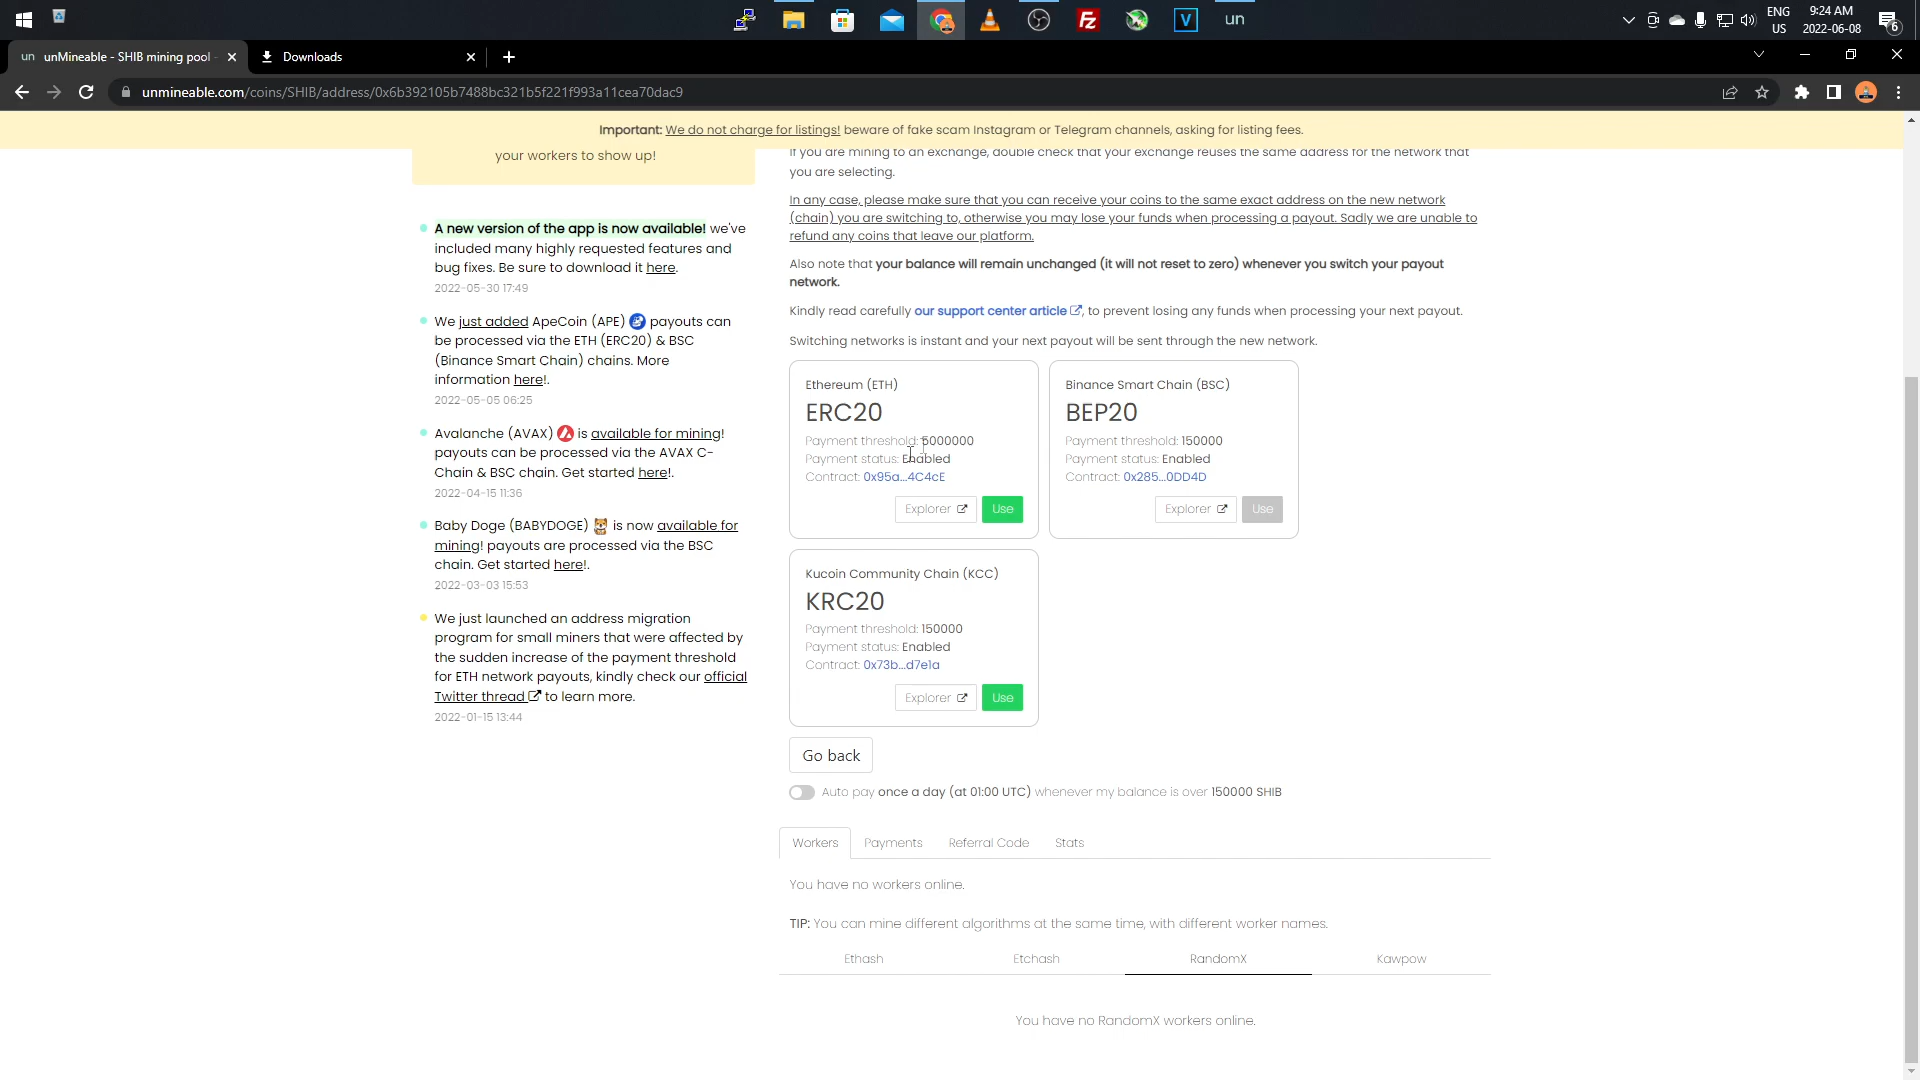 un
ENG
US
9:24 AM
2022-06-08
6
un unMineable - SHIB mining pool -
Downloads
unmineable.com/coins/SHIB/address/0x6b392105b7488bc321b5f221f993a11cea70dac9
Important: We do not charge for listings! beware of fake scam Instagram or Telegram channels, asking for listing fees.
your workers to show up!
A new version of the app is now available! we've
included many highly requested features and
bug fixes. Be sure to download it here.
2022-05-30 17:49
We just added ApeCoin (APE) payouts can
be processed via the ETH (ERC20) & BSC
(Binance Smart Chain) chains. More
information here!.
2022-05-05 06:25
Avalanche (AVAX) is available for mining!
payouts can be processed via the AVAX C-
Chain & BSC chain. Get started here!.
2022-04-15 11:36
Baby Doge (BABYDOGE) is now available for
mining! payouts are processed via the BSC
chain. Get started here!.
2022-03-03 15:53
We just launched an address migration
program for small miners that were affected by
the sudden increase of the payment threshold
for ETH network payouts, kindly check our official
Twitter thread to learn more.
2022-01-15 13:44
If you are mining to an exchange, double check that your exchange reuses the same address for the network that
you are selecting.
In any case, please make sure that you can receive your coins to the same exact address on the new network
(chain) you are switching to, otherwise you may lose your funds when processing a payout. Sadly we are unable to
refund any coins that leave our platform.
Also note that your balance will remain unchanged (it will not reset to zero) whenever you switch your payout
network.
Kindly read carefully our support center article, to prevent losing any funds when processing your next payout.
Switching networks is instant and your next payout will be sent through the new network.
Ethereum (ETH)
ERC20
Payment threshold: 5000000
Payment status: Enabled
Contract: 0x95a...4C4cE
Explorer
Use
Binance Smart Chain (BSC)
BEP20
Payment threshold: 150000
Payment status: Enabled
Contract: 0x285...0DD4D
Explorer
Use
Kucoin Community Chain (KCC)
KRC20
Payment threshold: 150000
Payment status: Enabled
Contract: 0x73b...d7e1a
Explorer
Use
Go back
Auto pay once a day (at 01:00 UTC) whenever my balance is over 150000 SHIB
Workers Payments Referral Code Stats
You have no workers online.
TIP: You can mine different algorithms at the same time, with different worker names.
Ethash Etchash RandomX Kawpow
You have no RandomX workers online.